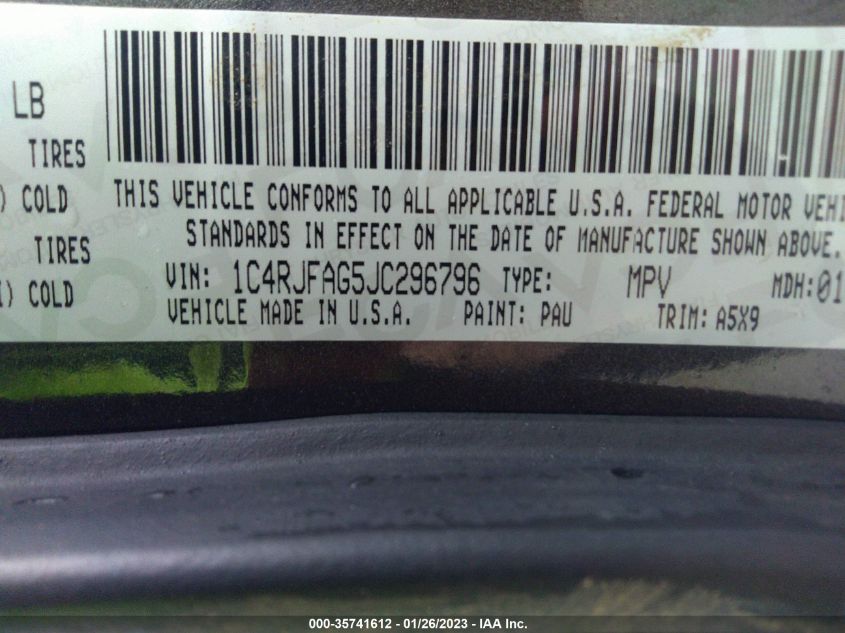 LB
TIRES
) COLD
TIRES
) COLD
THIS VEHICLE CONFORMS TO ALL APPLICABLE U.S.A. FEDERAL MOTOR VEHI
STANDARDS IN EFFECT ON THE DATE OF MANUFACTURE SHOWN ABOVE.
VIN: 1C4RJFAG5JC296796 TYPE: MPV MDH:01
VEHICLE MADE IN U.S.A. PAINT: PAU TRIM: A5X9
000-35741612 / 01/26/2023 - IAA Inc.